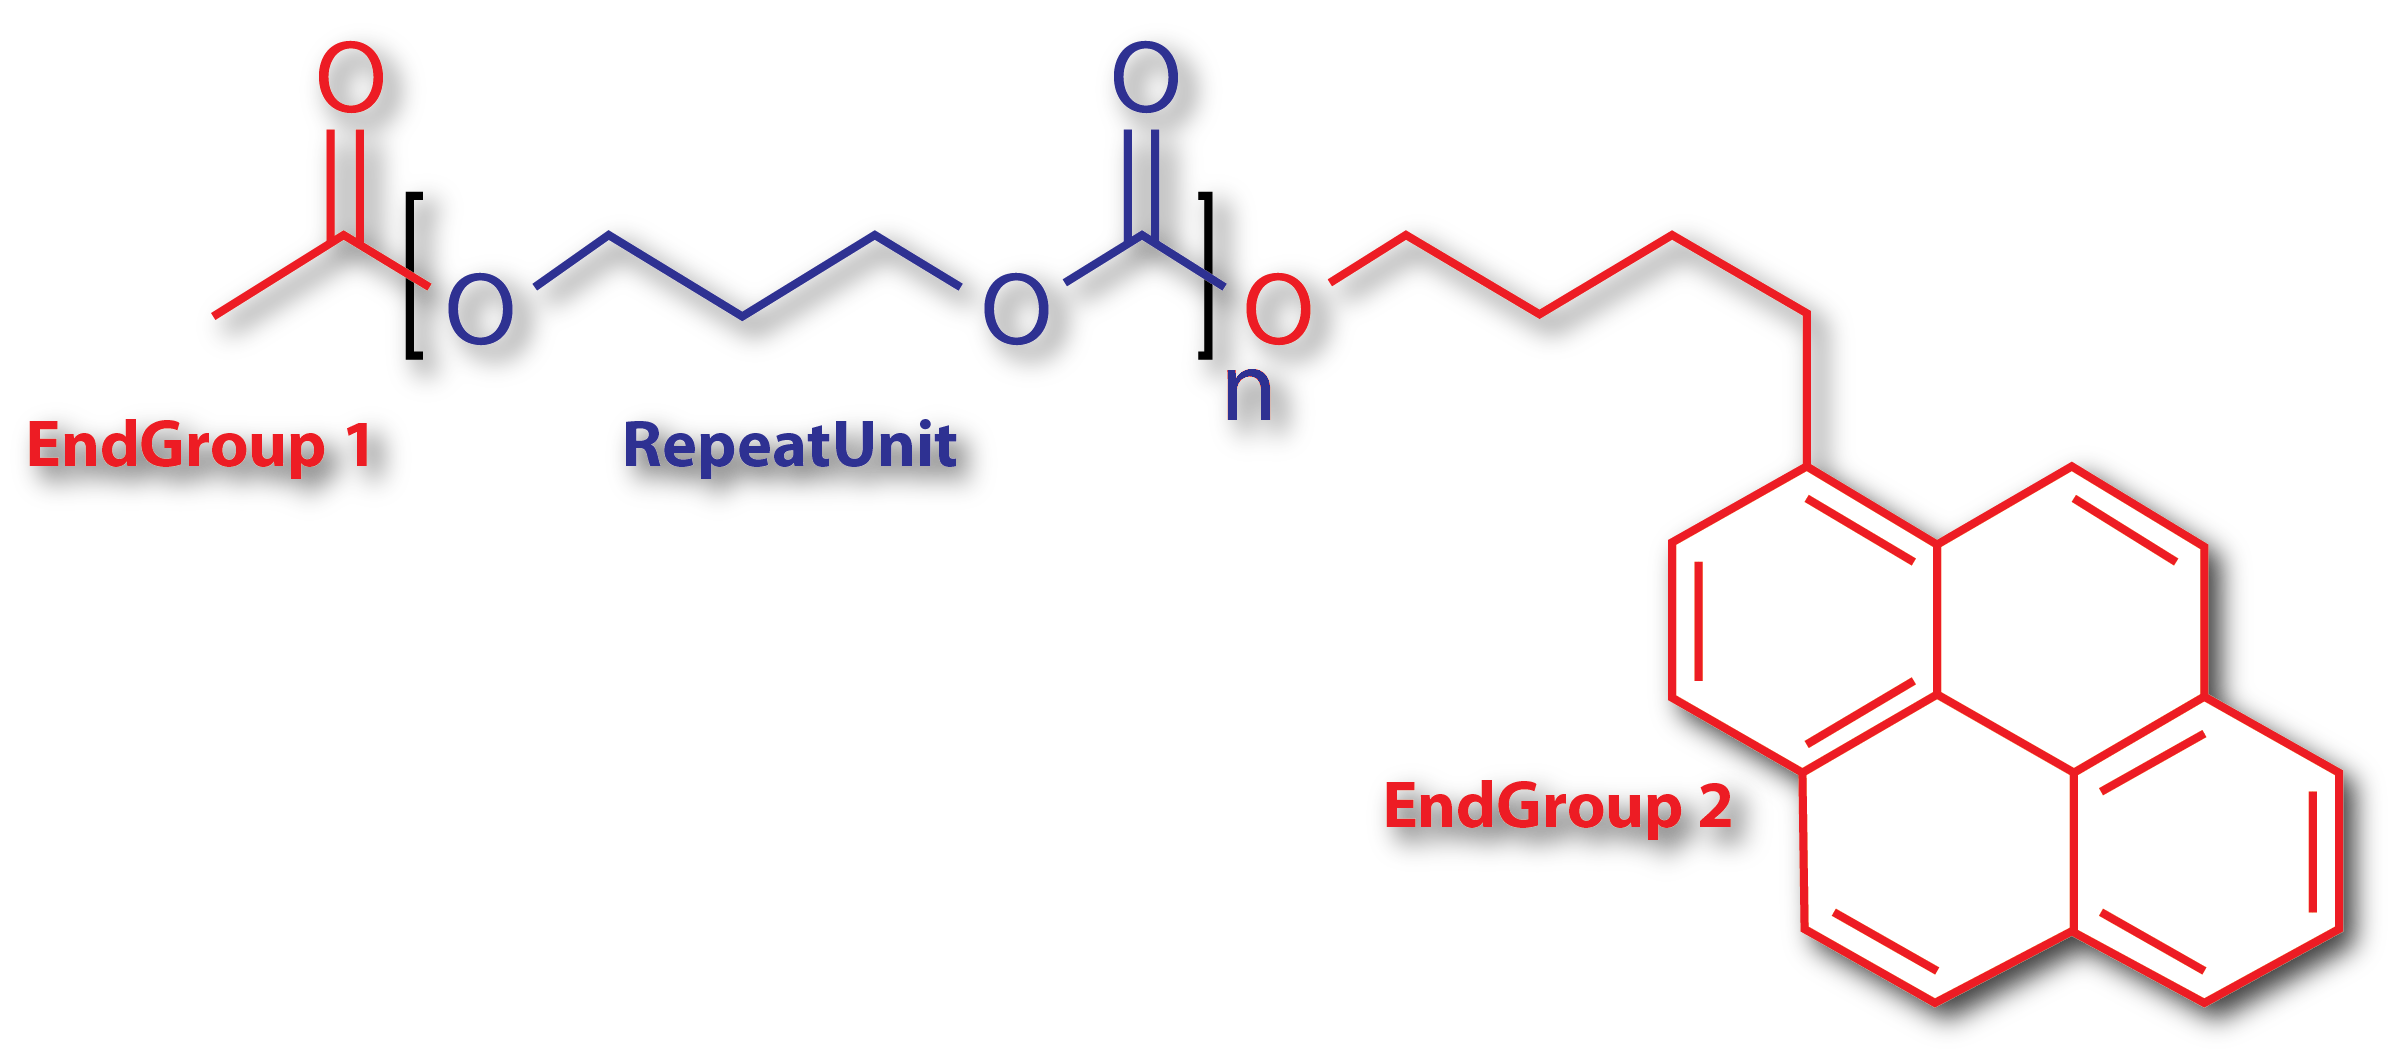 O O
O O O
n
EndGroup 1 RepeatUnit
EndGroup 2